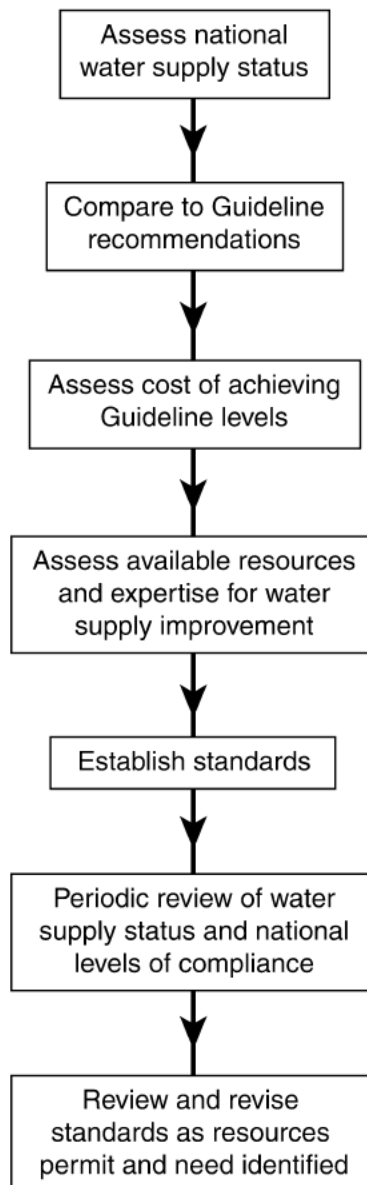 Assess national
water supply status
Compare to Guideline
recommendations
Assess cost of achieving
Guideline levels
Assess available resources
and expertise for water
supply improvement
Establish standards
Periodic review of water
supply status and national
levels of compliance
Review and revise
standards as resources
permit and need identified